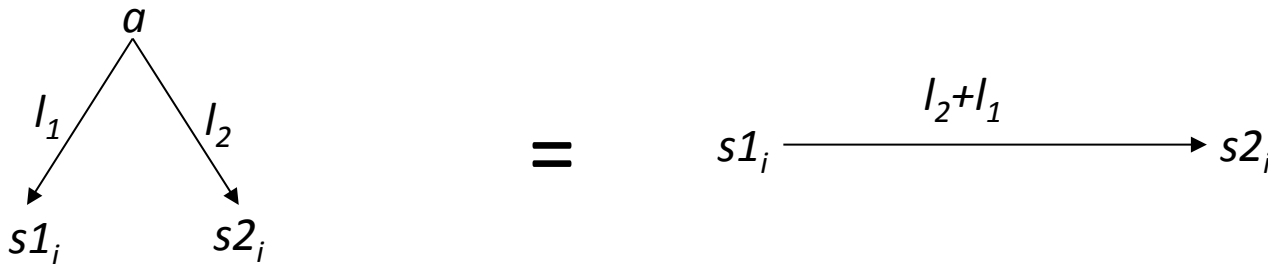 a
l₁ l₂
l₂+l₁
= s1ᵢ s2ᵢ
s1ᵢ s2ᵢ